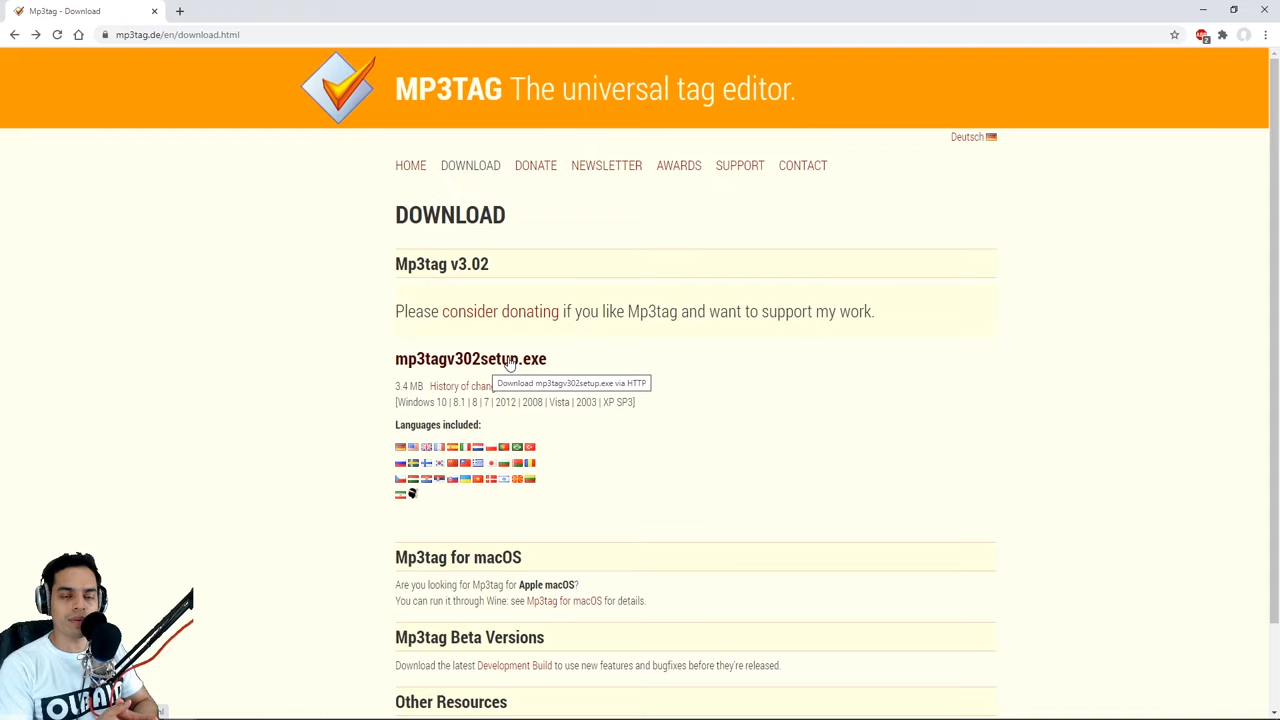 Mp3tag - Download
mp3tag.de/en/download.html
2
MP3TAG The universal tag editor.
Deutsch
HOME DOWNLOAD DONATE NEWSLETTER AWARDS SUPPORT CONTACT
DOWNLOAD
Mp3tag v3.02
Please consider donating if you like Mp3tag and want to support my work.
mp3tagv302setup.exe
3.4 MB History of chan
Download mp3tagv302setup.exe via HTTP
[Windows 10 | 8.1 | 8 | 7 | 2012 | 2008 | Vista | 2003 | XP SP3]
Languages included:
Mp3tag for macOS
Are you looking for Mp3tag for Apple macOS?
You can run it through Wine: see Mp3tag for macOS for details.
Mp3tag Beta Versions
Download the latest Development Build to use new features and bugfixes before they're released.
Other Resources